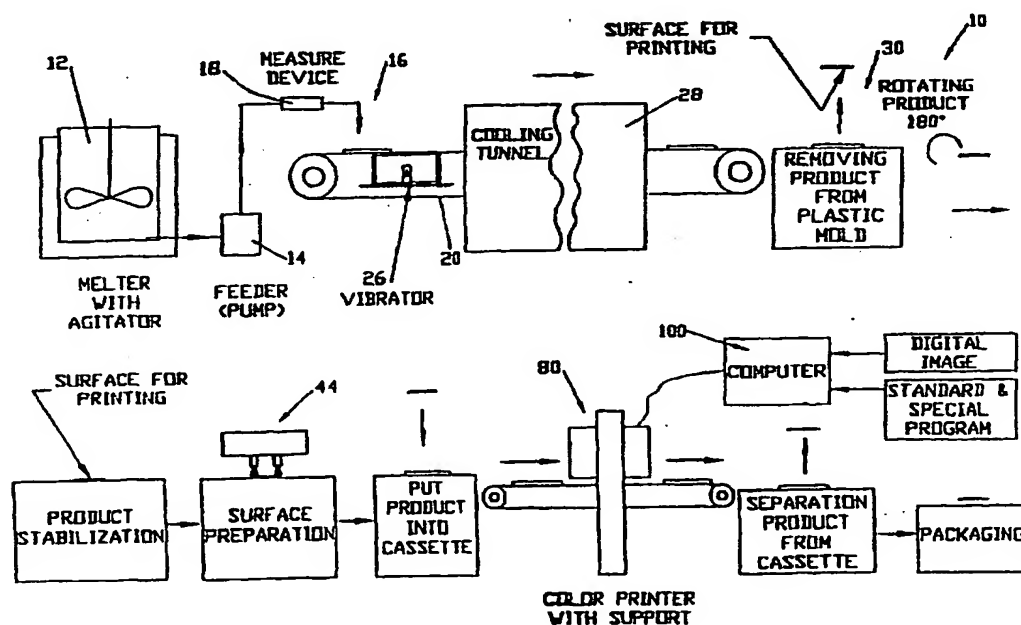 12
18
MEASURE
DEVICE
16
SURFACE FOR
PRINTING
10
30
ROTATING
PRODUCT
180°
28
COOLING
TUNNEL
REMOVING
PRODUCT
FROM
PLASTIC
MOLD
14
20
26
VIBRATOR
MELTER
WITH
AGITATOR
FEEDER
(PUMP)
100
COMPUTER
DIGITAL
IMAGE
STANDARD &
SPECIAL
PROGRAM
SURFACE FOR
PRINTING
44
80
PRODUCT
STABILIZATION
SURFACE
PREPARATION
PUT
PRODUCT
INTO
CASSETTE
SEPARATION
PRODUCT
FROM
CASSETTE
PACKAGING
COLOR PRINTER
WITH SUPPORT